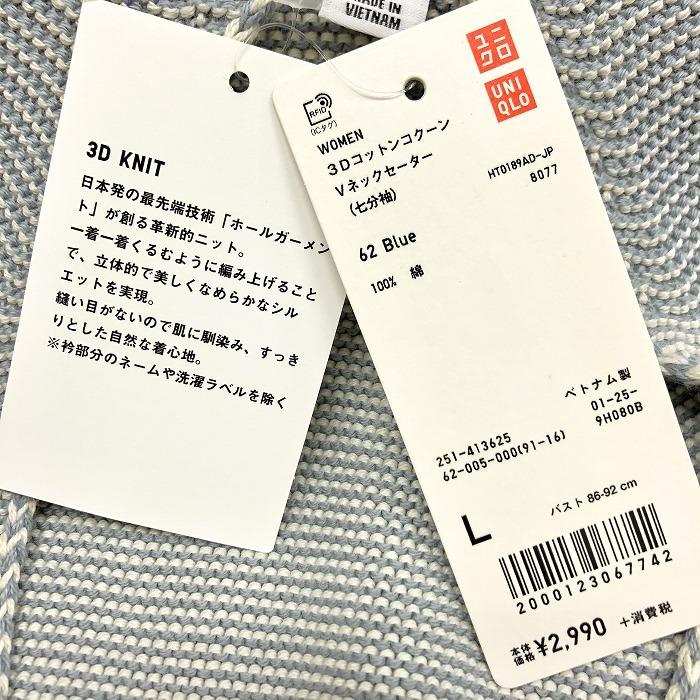 MADE IN
VIETNAM
3D KNIT
日本発の最先端技術「ホールガーメン
ト」が創る革新的ニット。
一着一着くるむように編み上げること
で、立体的で美しくなめらかなシル
エットを実現。
縫い目がないので肌に馴染み、すっき
りとした自然な着心地。
※衿部分のネームや洗濯ラベルを除く
ユニ
クロ
UNI
QLO
RFID
(ICタグ)
WOMEN
3Dコットンコクーン
Vネックセーター
(七分袖)
HT0189AD-JP
8077
62 Blue
100% 綿
ベトナム製
01-25-
9H080B
251-413625
62-005-000(91-16)
L
バスト 86-92 cm
2000123067742
本体
価格 ¥2,990 +消費税